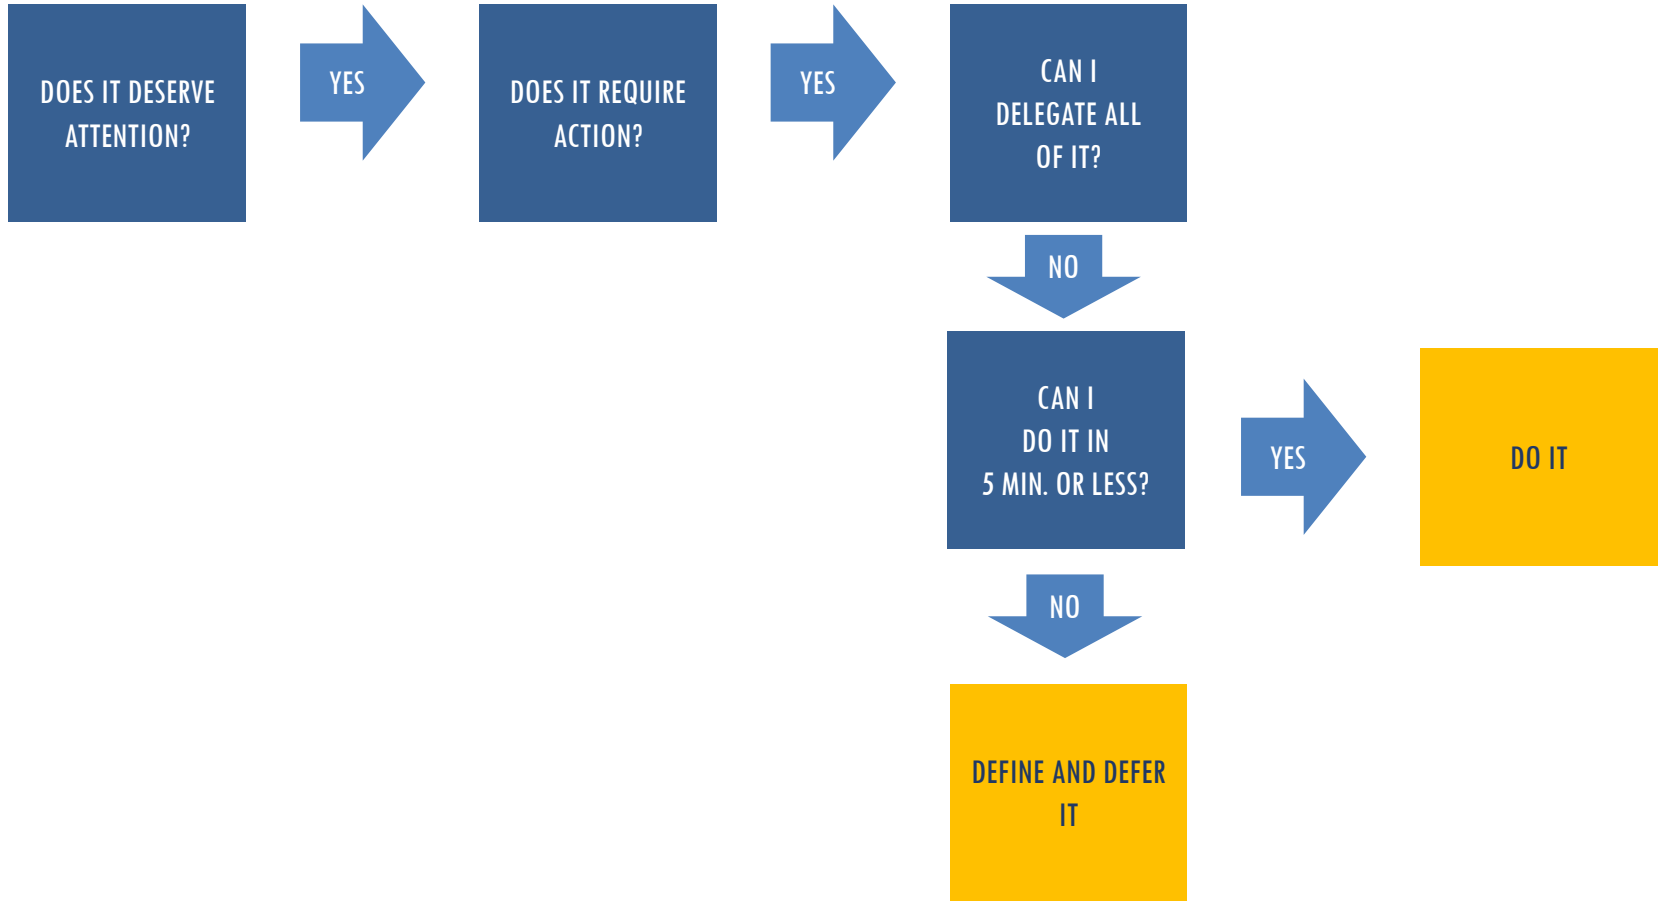 DOES IT DESERVE
ATTENTION?
YES
DOES IT REQUIRE
ACTION?
YES
CAN I
DELEGATE ALL
OF IT?
NO
CAN I
DO IT IN
5 MIN. OR LESS?
YES
DO IT
NO
DEFINE AND DEFER
IT